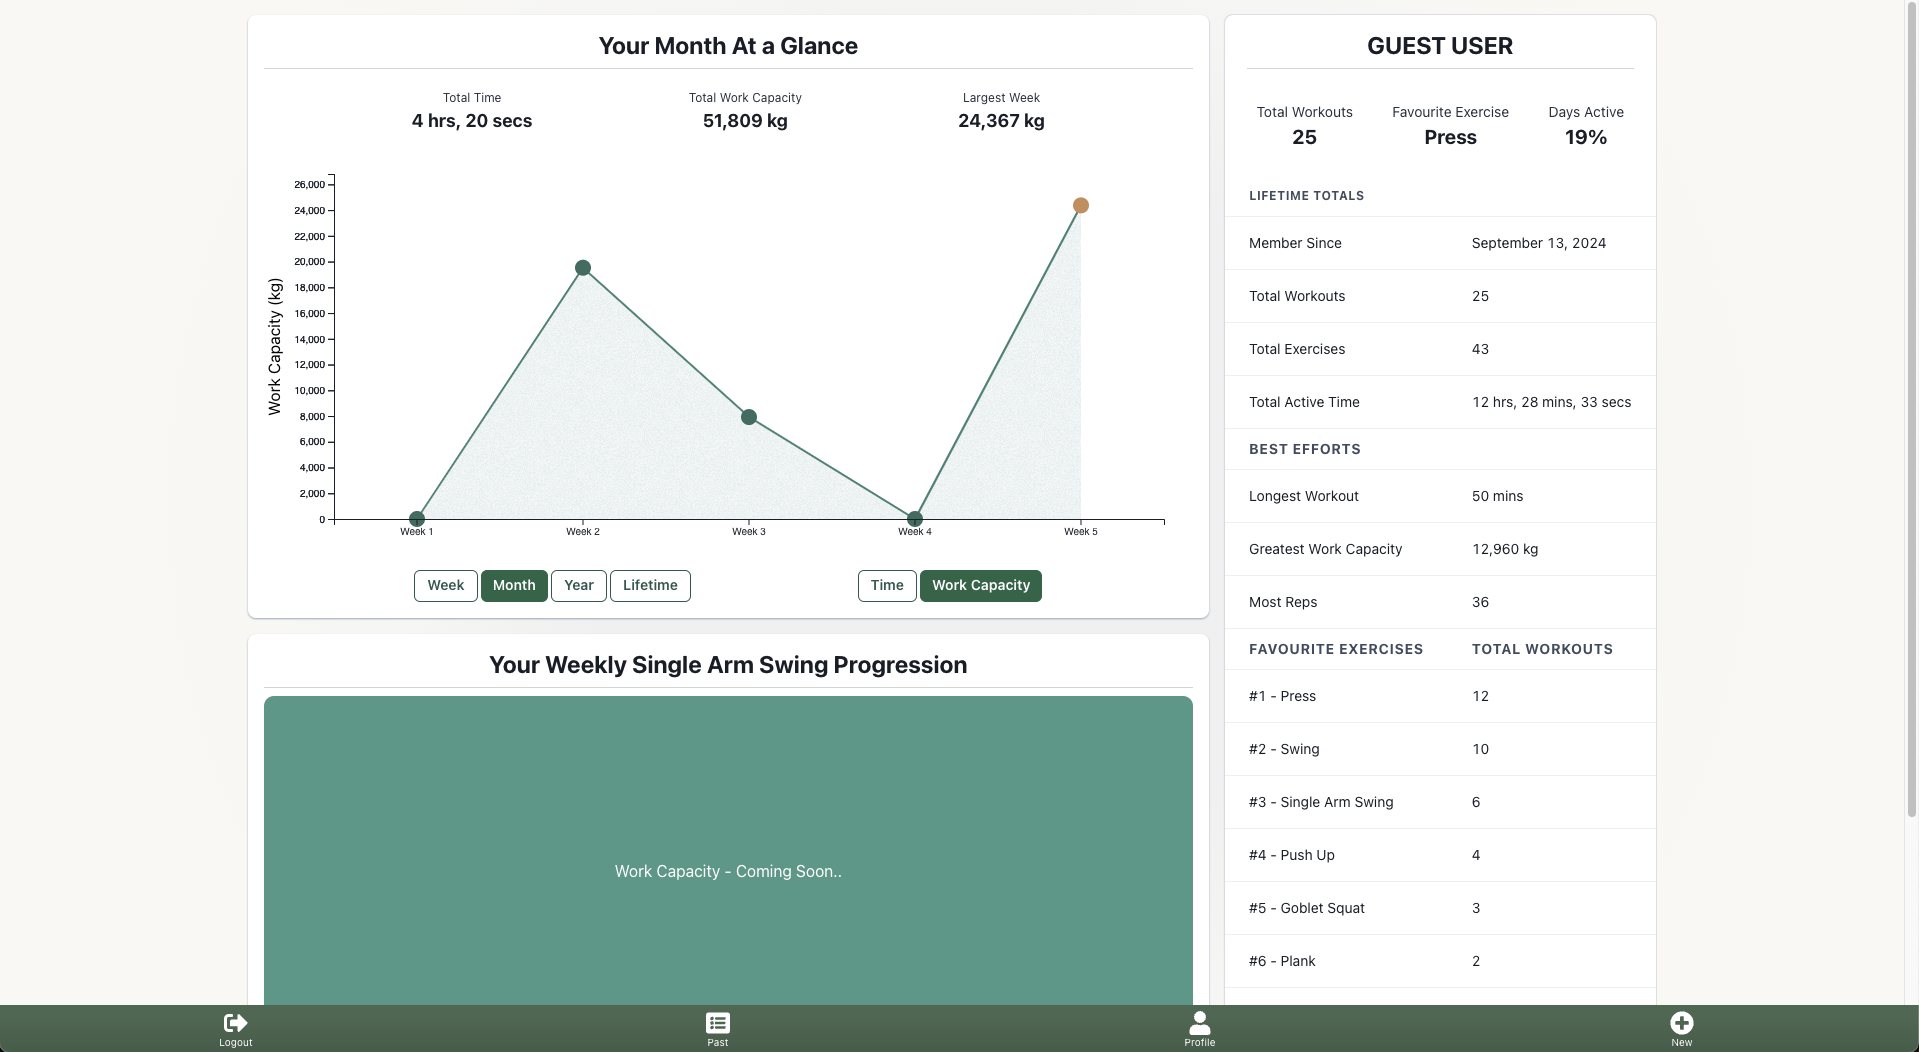 Your Month At a Glance
Total Time
4 hrs, 20 secs
Total Work Capacity
51,809 kg
Largest Week
24,367 kg
Work Capacity (kg)
26,000
24,000
22,000
20,000
18,000
16,000
14,000
12,000
10,000
8,000
6,000
4,000
2,000
0
Week 1
Week 2
Week 3
Week 4
Week 5
Week
Month
Year
Lifetime
Time
Work Capacity
Your Weekly Single Arm Swing Progression
Work Capacity - Coming Soon..
GUEST USER
Total Workouts
25
Favourite Exercise
Press
Days Active
19%
LIFETIME TOTALS
Member Since September 13, 2024
Total Workouts 25
Total Exercises 43
Total Active Time 12 hrs, 28 mins, 33 secs
BEST EFFORTS
Longest Workout 50 mins
Greatest Work Capacity 12,960 kg
Most Reps 36
FAVOURITE EXERCISES TOTAL WORKOUTS
#1 - Press 12
#2 - Swing 10
#3 - Single Arm Swing 6
#4 - Push Up 4
#5 - Goblet Squat 3
#6 - Plank 2
Logout
Past
Profile
New